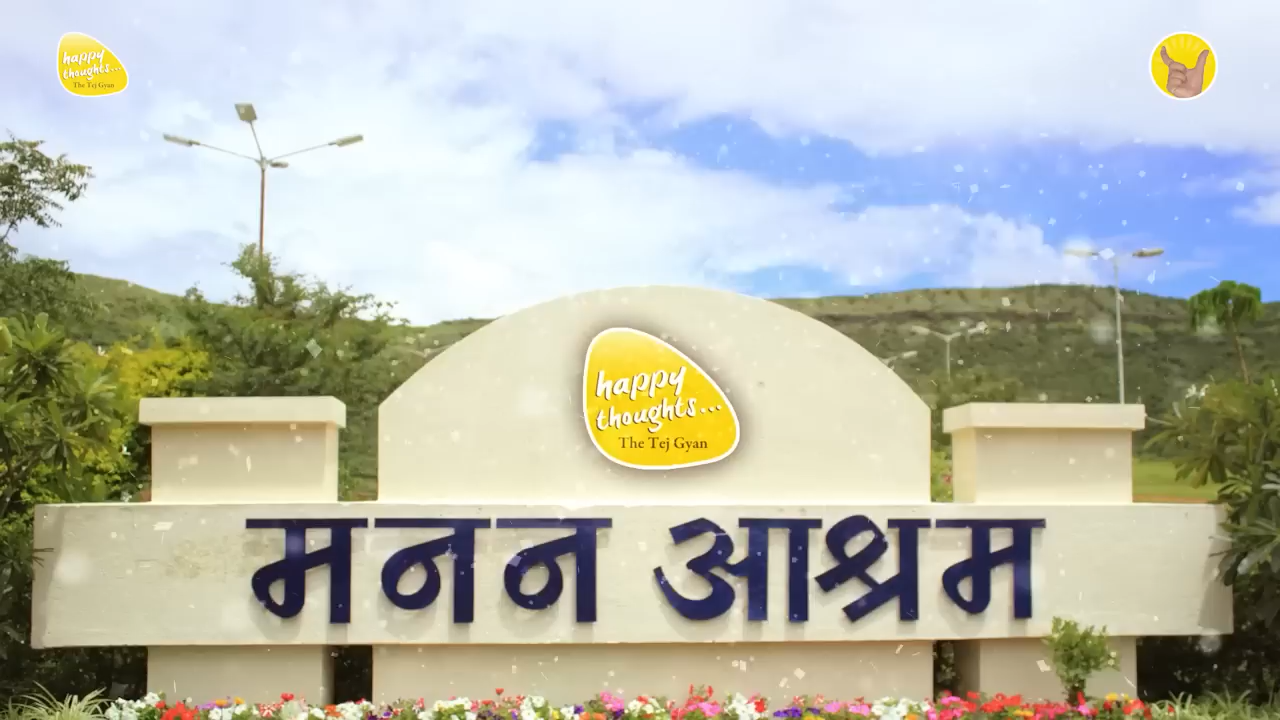 happy
thoughts...
The Tej Gyan
happy
thoughts...
The Tej Gyan
मनन आश्रम